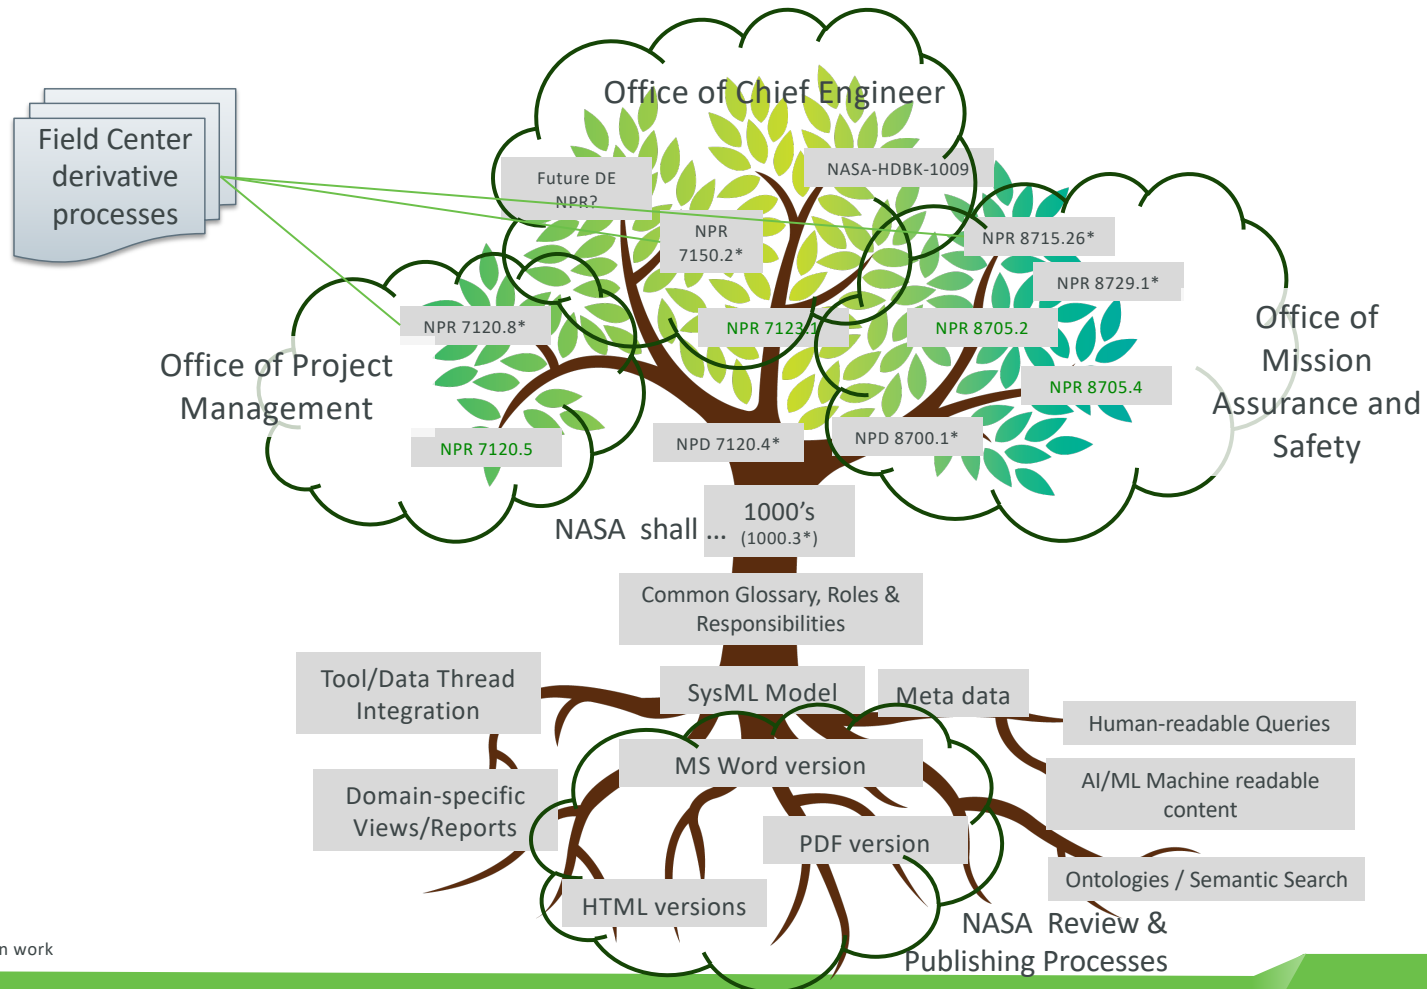 Office of Chief Engineer
Field Center
derivative
processes
Future DE
NPR?
NASA-HDBK-1009
NPR
7150.2*
NPR 8715.26*
NPR 8729.1*
NPR 7120.8*
NPR 7123.1
NPR 8705.2
Office of
Mission
Assurance and
Safety
Office of Project
Management
NPR 8705.4
NPR 7120.5
NPD 7120.4*
NPD 8700.1*
NASA shall ...
1000's
(1000.3*)
Common Glossary, Roles &
Responsibilities
Tool/Data Thread
Integration
SysML Model
Meta data
Human-readable Queries
MS Word version
AI/ML Machine readable
content
Domain-specific
Views/Reports
PDF version
Ontologies / Semantic Search
HTML versions
NASA Review &
Publishing Processes
n work